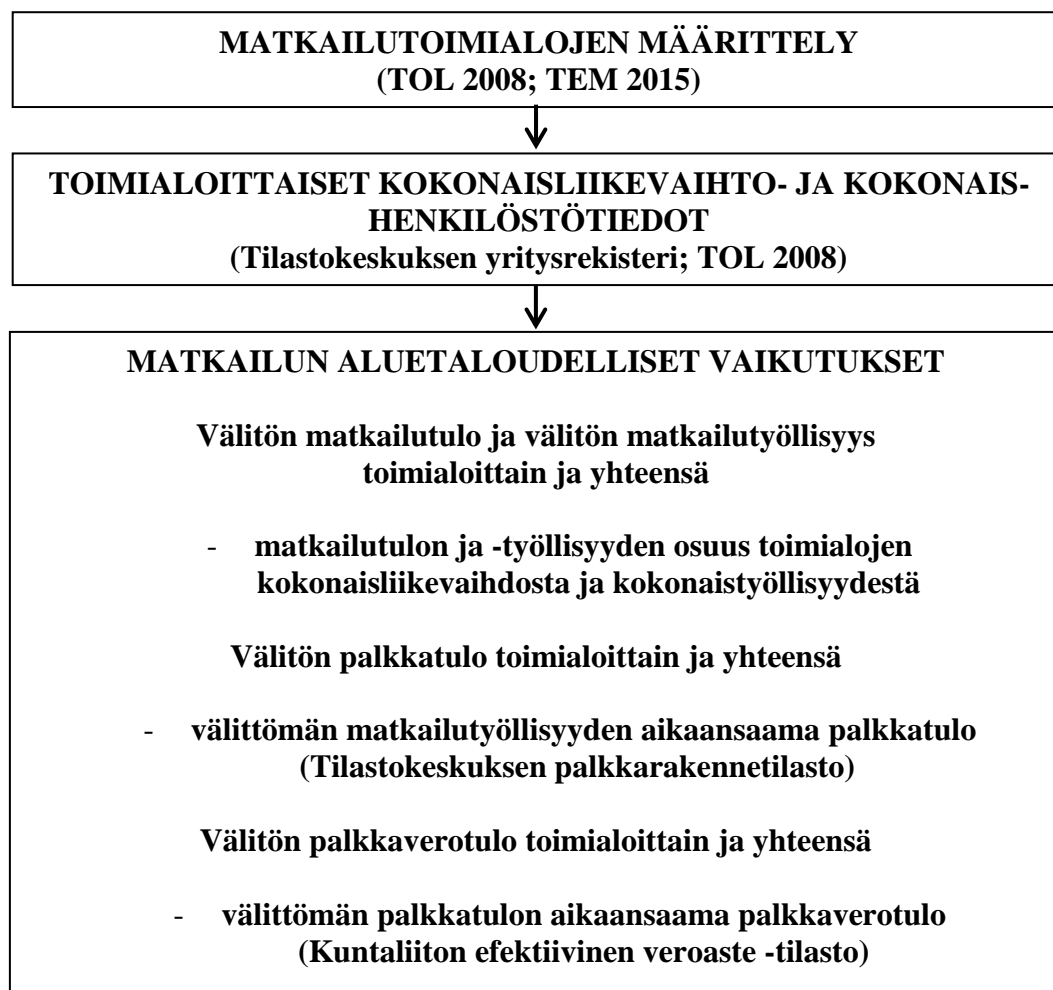 MATKAILUTOIMIALOJEN MÄÄRITTELY
(TOL 2008; TEM 2015)
TOIMIALOITTAISET KOKONAISLIIKEVAIHTO- JA KOKONAIS-
HENKILÖSTÖTIEDOT
(Tilastokeskuksen yritysrekisteri; TOL 2008)
MATKAILUN ALUETALOUDELLISET VAIKUTUKSET
Välitön matkailutulo ja välitön matkailutyöllisyys
toimialoittain ja yhteensä
- matkailutulon ja -työllisyyden osuus toimialojen
kokonaisliikevaihdosta ja kokonaistyöllisyydestä
Välitön palkkatulo toimialoittain ja yhteensä
- välittömän matkailutyöllisyyden aikaansaama palkkatulo
(Tilastokeskuksen palkkarakennetilasto)
Välitön palkkaverotulo toimialoittain ja yhteensä
- välittömän palkkatulon aikaansaama palkkaverotulo
(Kuntaliiton efektiivinen veroaste -tilasto)